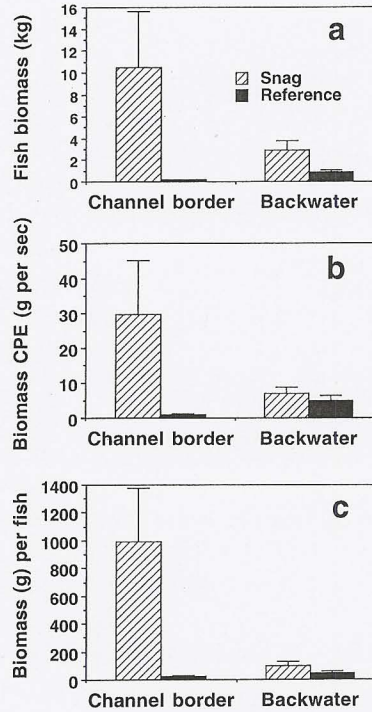 Fish biomass (kg)
16
14
12
10
8
6
4
2
0
a
Snag
Reference
Channel border
Backwater
Biomass CPE (g per sec)
50
40
30
20
10
0
b
Channel border
Backwater
Biomass (g) per fish
1400
1200
1000
800
600
400
200
0
c
Channel border
Backwater